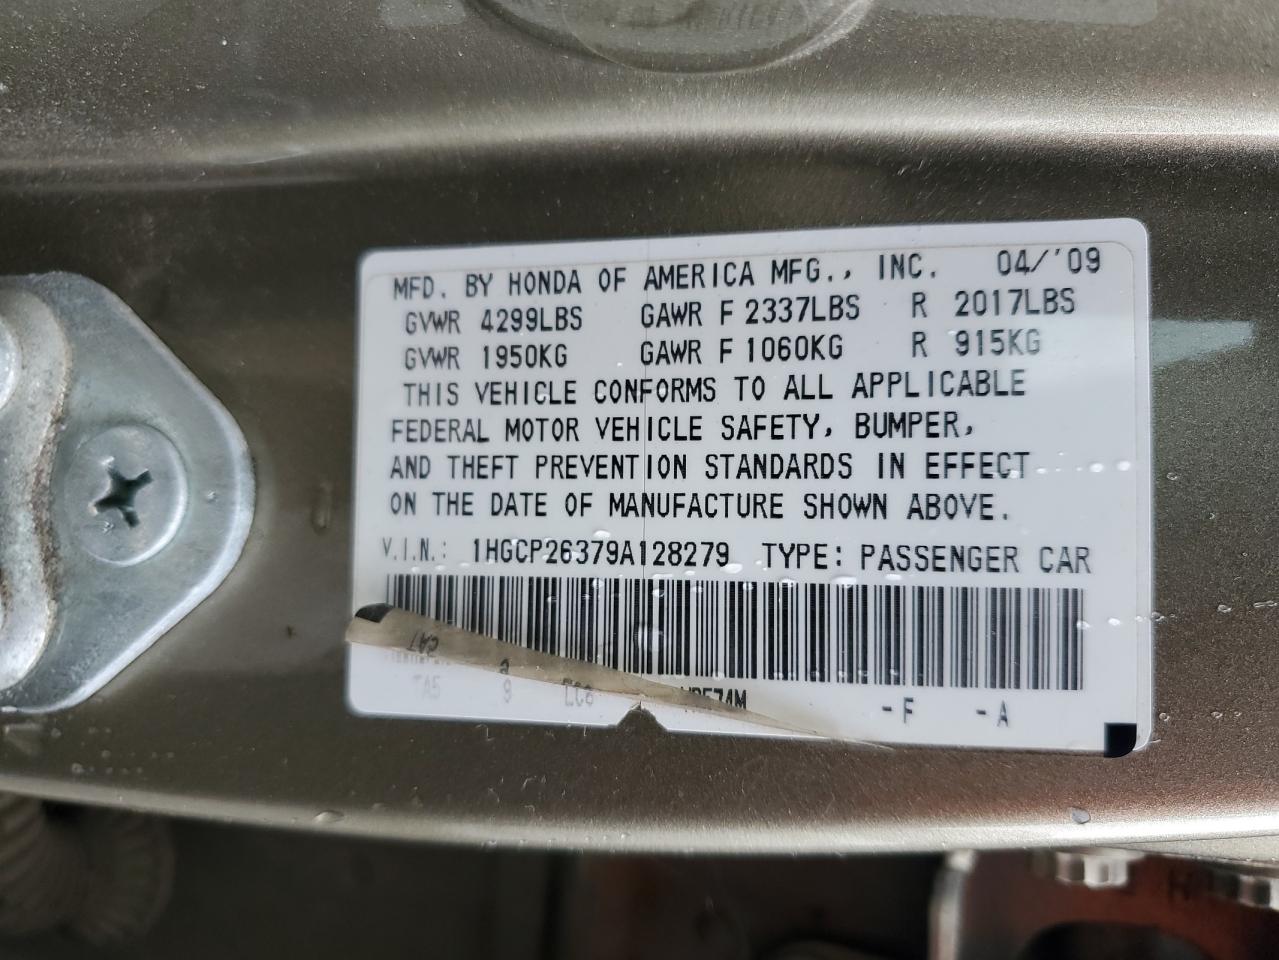 MFD. BY HONDA OF AMERICA MFG., INC. 04/'09
GVWR 4299LBS GAWR F 2337LBS R 2017LBS
GVWR 1950KG GAWR F 1060KG R 915KG
THIS VEHICLE CONFORMS TO ALL APPLICABLE
FEDERAL MOTOR VEHICLE SAFETY, BUMPER,
AND THEFT PREVENTION STANDARDS IN EFFECT
ON THE DATE OF MANUFACTURE SHOWN ABOVE.
V.I.N.: 1HGCP26379A128279 TYPE: PASSENGER CAR
TA5 -F -A